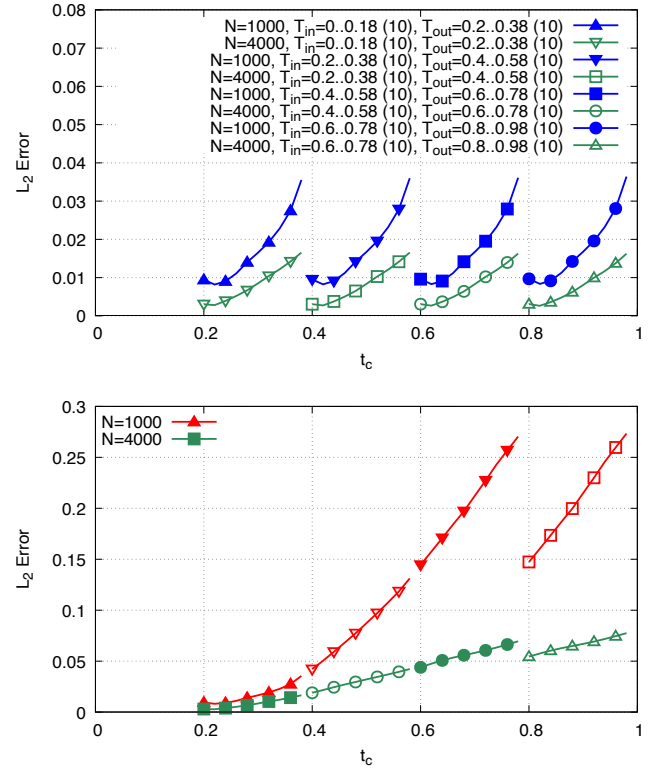 0.08
0.07
0.06
0.05
0.04
0.03
0.02
0.01
0
L2 Error
N=1000, Tin=0..0.18 (10), Tout=0.2..0.38 (10)
N=4000, Tin=0..0.18 (10), Tout=0.2..0.38 (10)
N=1000, Tin=0.2..0.38 (10), Tout=0.4..0.58 (10)
N=4000, Tin=0.2..0.38 (10), Tout=0.4..0.58 (10)
N=1000, Tin=0.4..0.58 (10), Tout=0.6..0.78 (10)
N=4000, Tin=0.4..0.58 (10), Tout=0.6..0.78 (10)
N=1000, Tin=0.6..0.78 (10), Tout=0.8..0.98 (10)
N=4000, Tin=0.6..0.78 (10), Tout=0.8..0.98 (10)
0 0.2 0.4 0.6 0.8 1
tc
0.3
0.25
0.2
0.15
0.1
0.05
0
L2 Error
N=1000
N=4000
0 0.2 0.4 0.6 0.8 1
tc